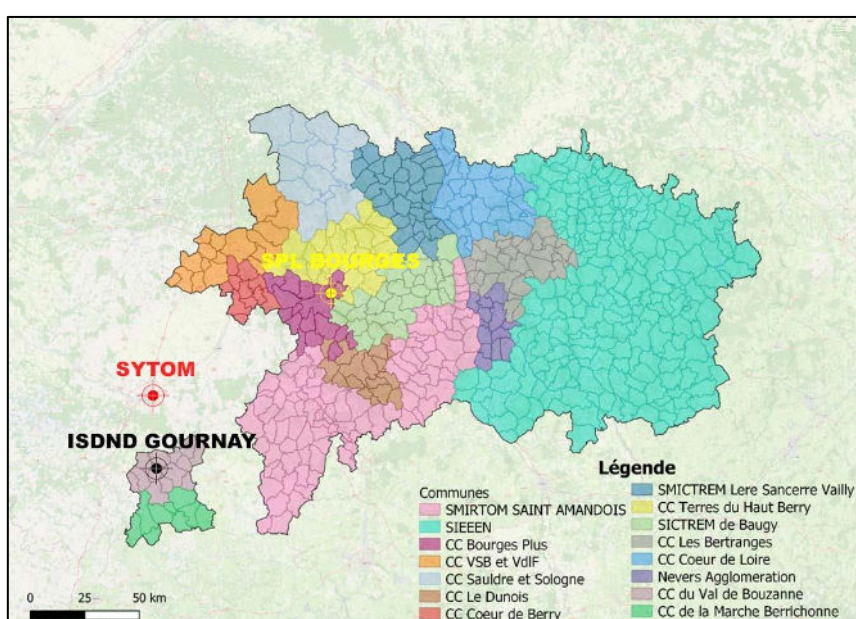 SPL BOURGES
SYTOM
ISDND GOURNAY
Légende
Communes
SMIRTOM SAINT AMANDOIS
SIEEEN
CC Bourges Plus
CC VSB et VdlF
CC Sauldre et Sologne
CC Le Dunois
CC Coeur de Berry
SMICTREM Lere Sancerre Vailly
CC Terres du Haut Berry
SICTREM de Baugy
CC Les Bertranges
CC Coeur de Loire
Nevers Agglomeration
CC du Val de Bouzanne
CC de la Marche Berrichonne
0 25 50 km